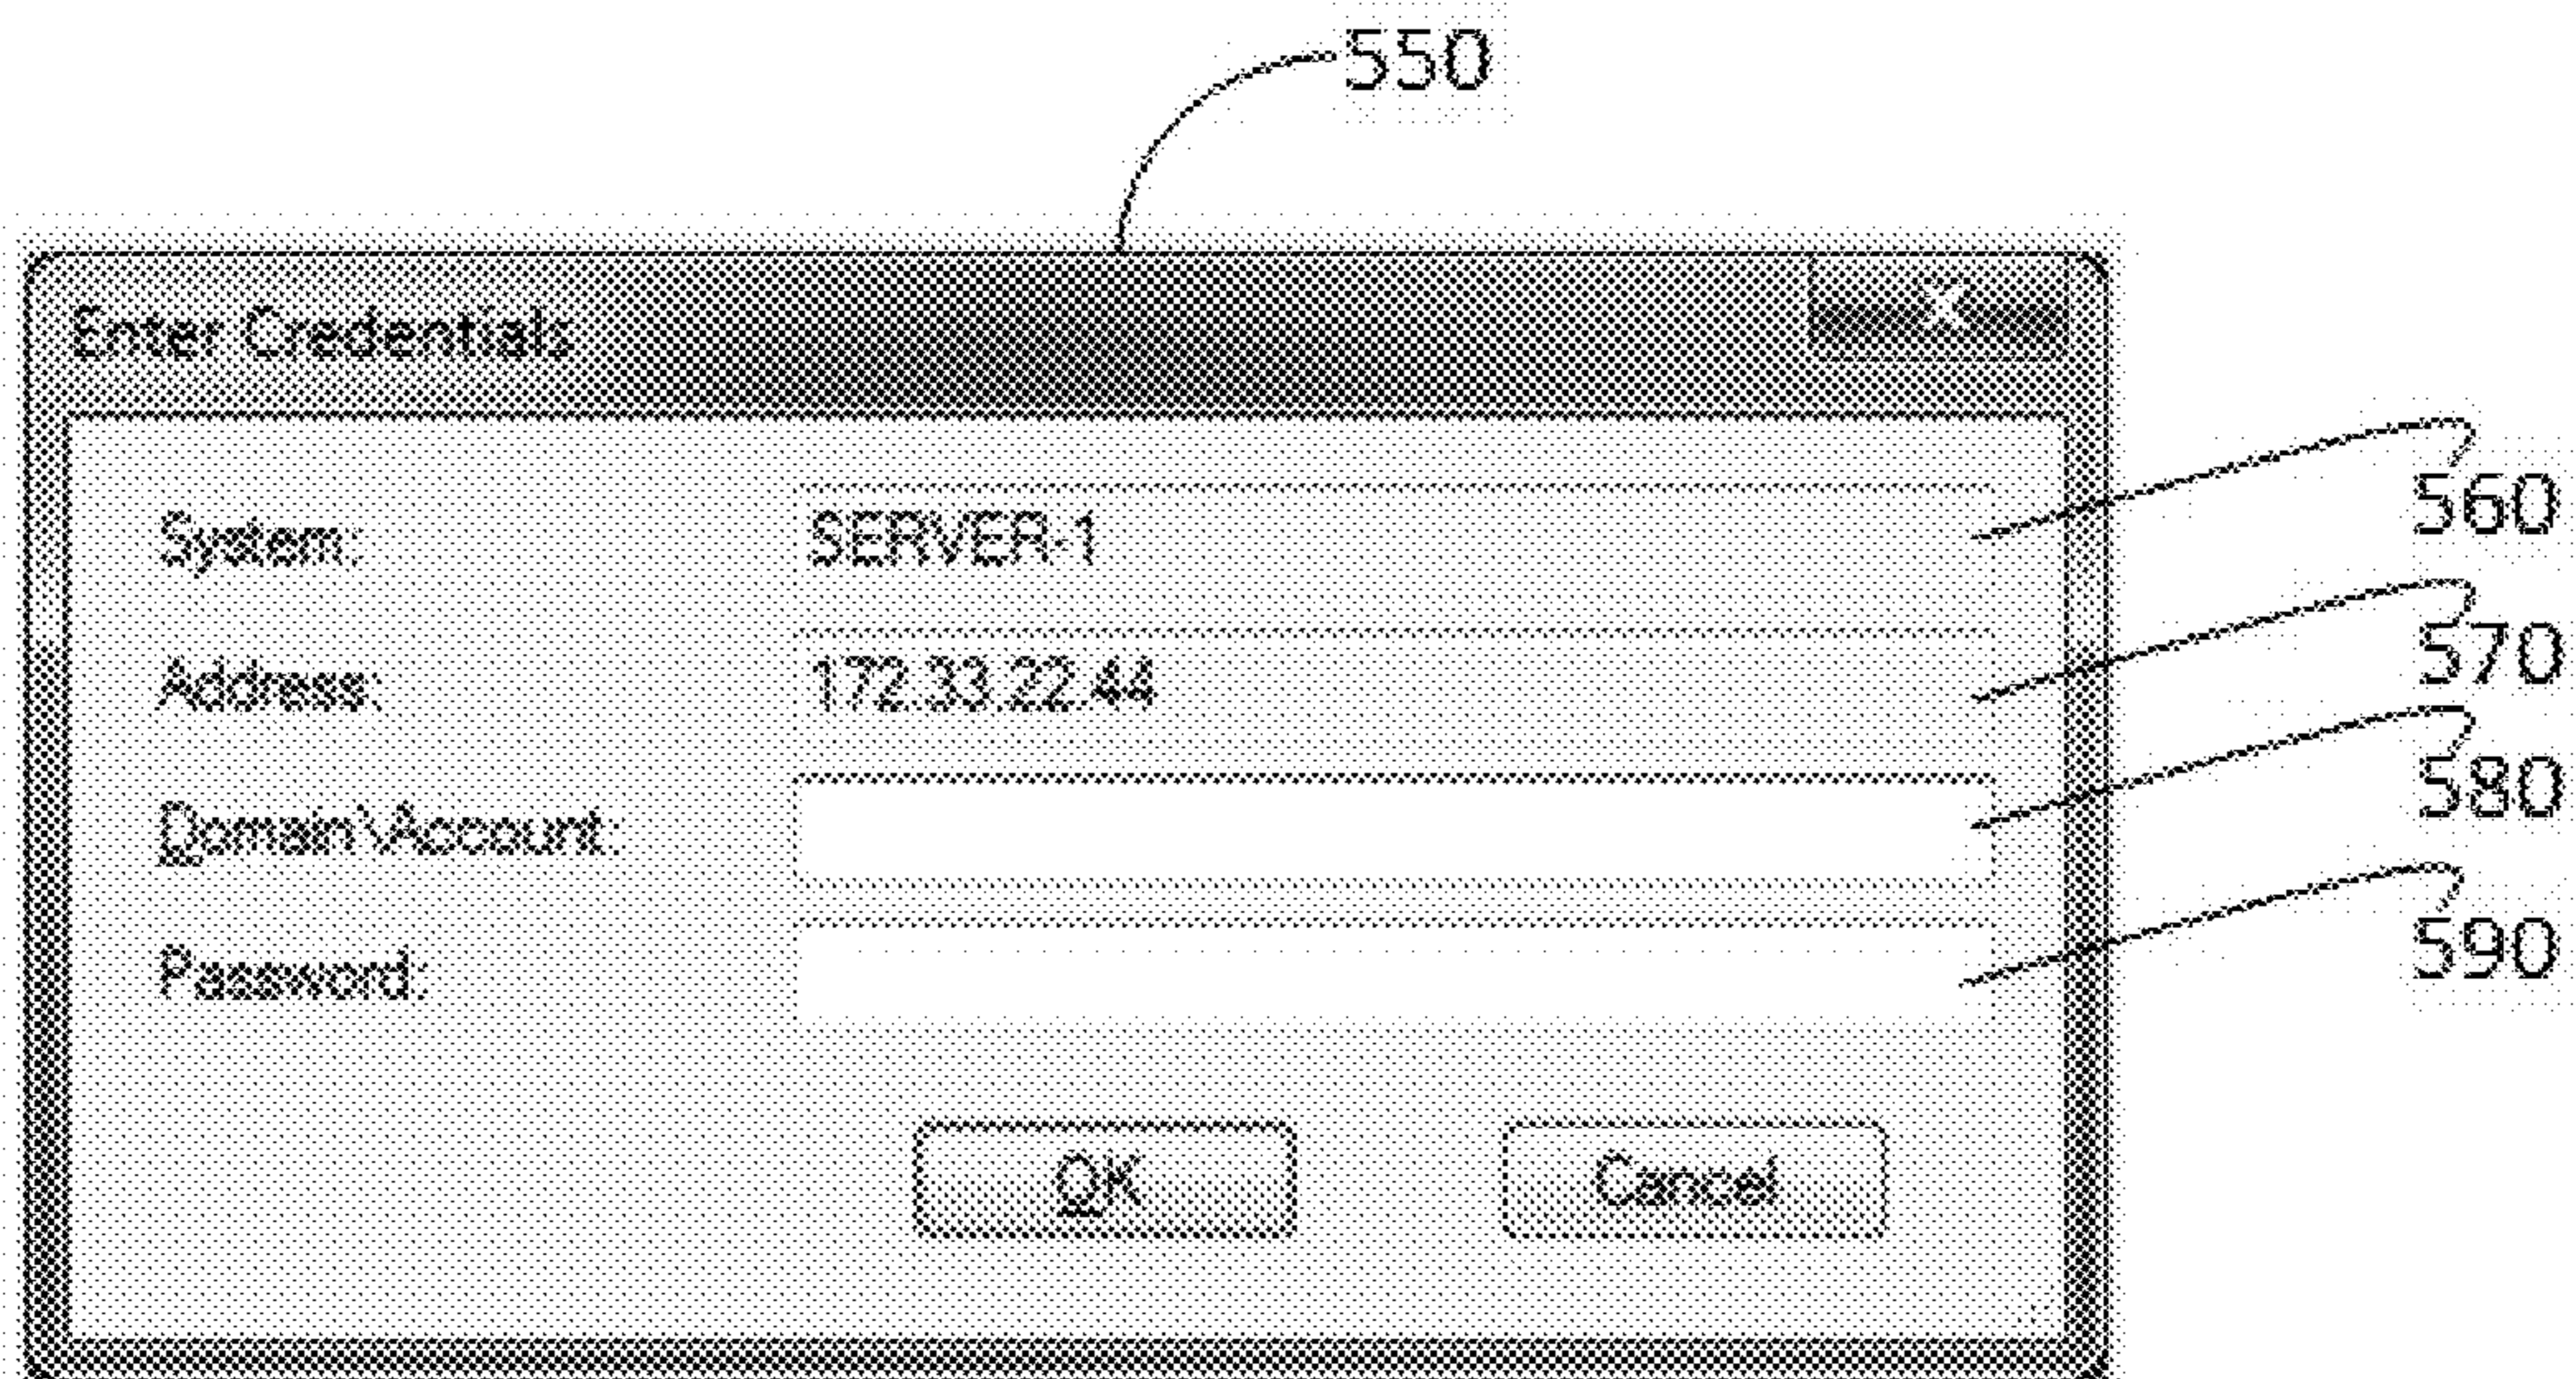 550
Enter Credentials
System: SERVER-1 560
Address: 172.33.22.44 570
Domain\Account: 580
Password: 590
OK Cancel